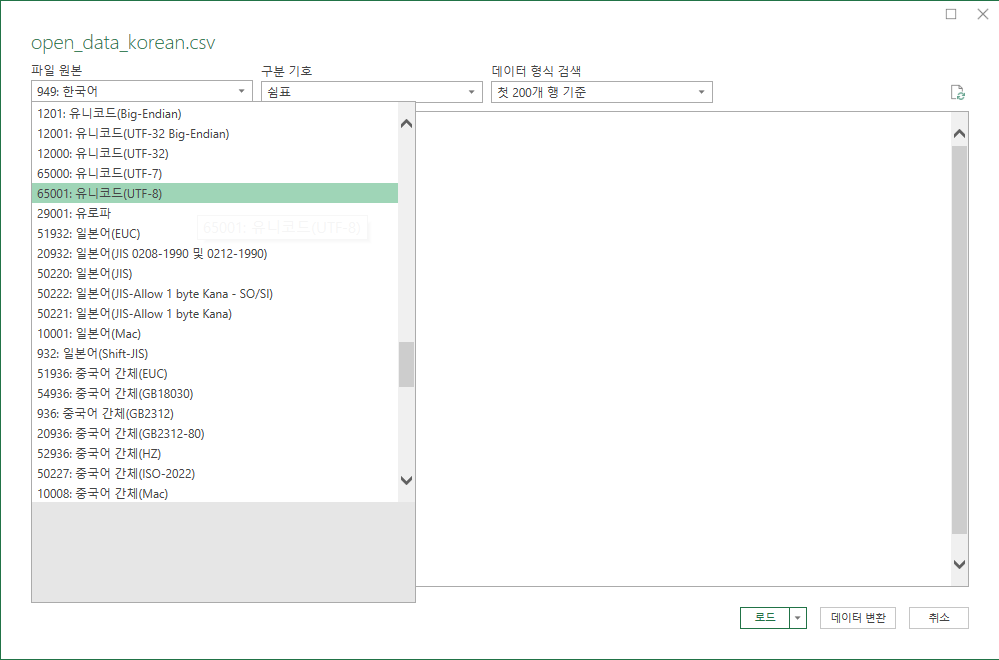 open_data_korean.csv
파일 원본
구분 기호
데이터 형식 검색
949: 한국어
쉼표
첫 200개 행 기준
1201: 유니코드(Big-Endian)
12001: 유니코드(UTF-32 Big-Endian)
12000: 유니코드(UTF-32)
65000: 유니코드(UTF-7)
65001: 유니코드(UTF-8)
29001: 유로파
65001: 유니코드(UTF-8)
51932: 일본어(EUC)
20932: 일본어(JIS 0208-1990 및 0212-1990)
50220: 일본어(JIS)
50222: 일본어(JIS-Allow 1 byte Kana - SO/SI)
50221: 일본어(JIS-Allow 1 byte Kana)
10001: 일본어(Mac)
932: 일본어(Shift-JIS)
51936: 중국어 간체(EUC)
54936: 중국어 간체(GB18030)
936: 중국어 간체(GB2312)
20936: 중국어 간체(GB2312-80)
52936: 중국어 간체(HZ)
50227: 중국어 간체(ISO-2022)
10008: 중국어 간체(Mac)
로드
데이터 변환
취소